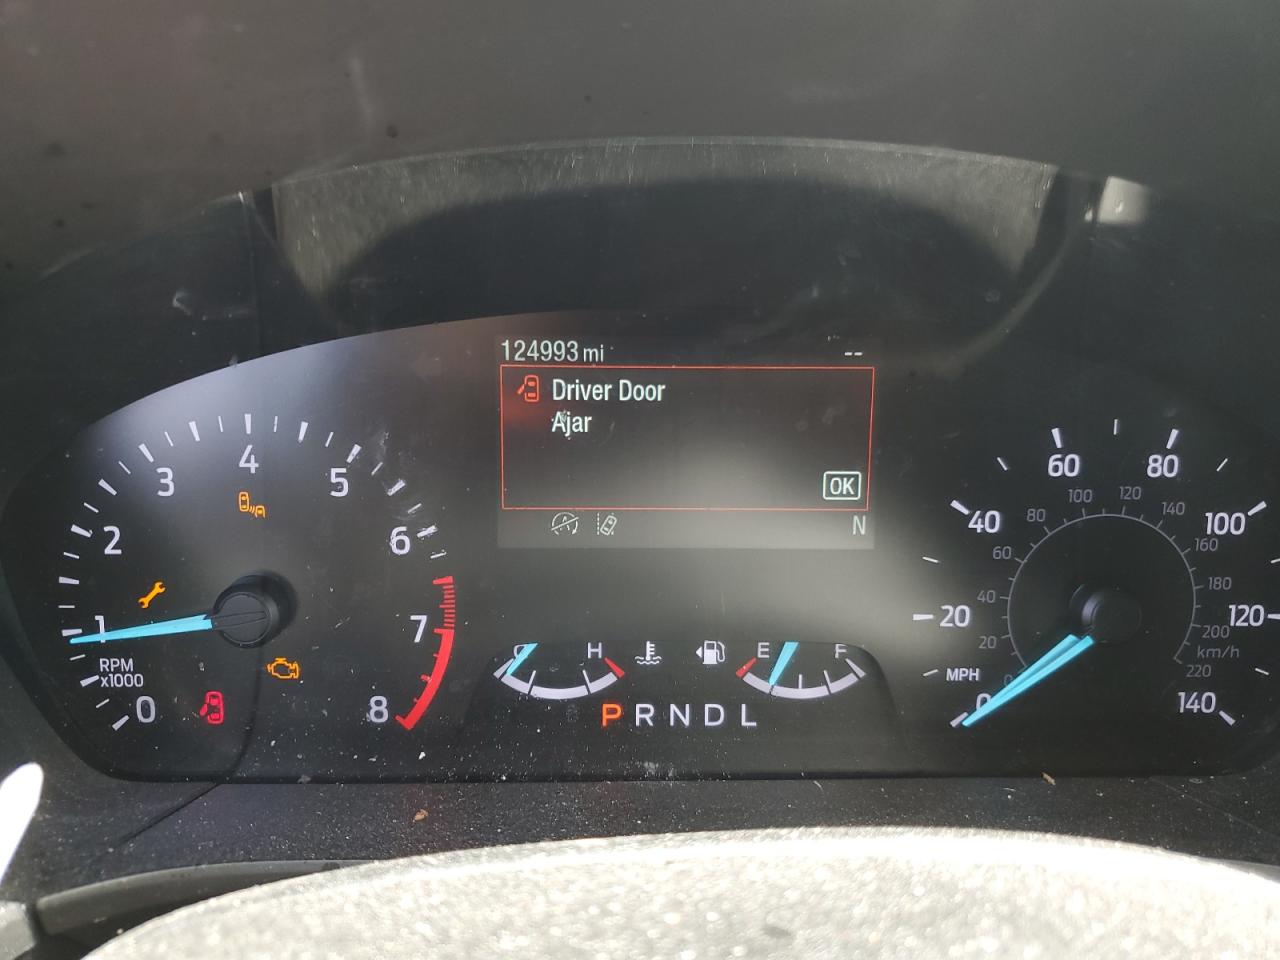 124993 mi --
Driver Door
Ajar
OK
N
0 1 2 3 4 5 6 7 8
RPM
x1000
C H
E F
P R N D L
0 20 40 60 80 100 120 140
MPH
0 20 40 60 80 100 120 140 160 180 200 220
km/h